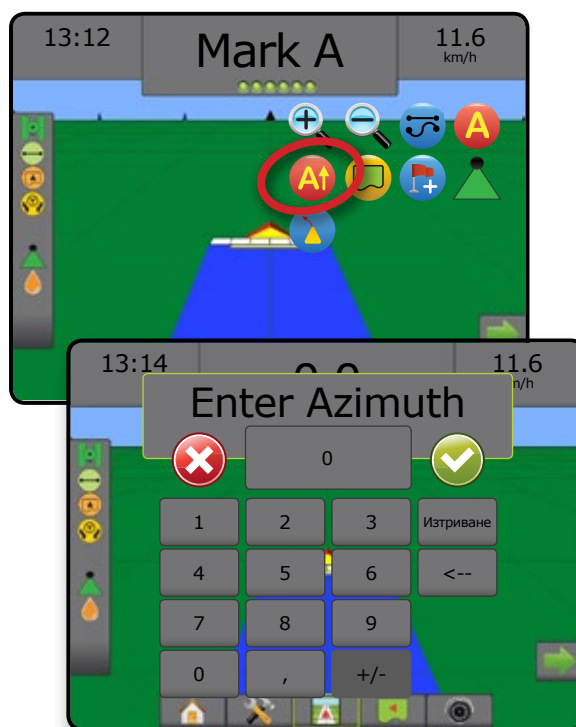 13:12 Mark A 11.6
km/h
A
A↑
13:14 11.6
Enter Azimuth
0
1 2 3 Изтриване
4 5 6 <--
7 8 9
0 , +/-